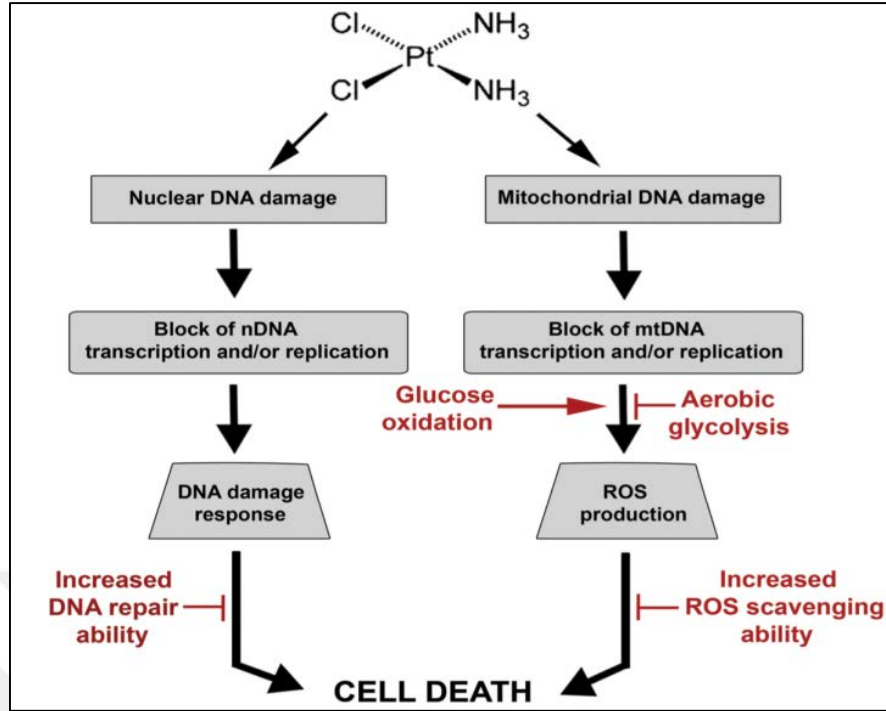 Cl NH3
Pt
Cl NH3
Nuclear DNA damage
Mitochondrial DNA damage
Block of nDNA
transcription and/or replication
Block of mtDNA
transcription and/or replication
Glucose
oxidation
Aerobic
glycolysis
DNA damage
response
ROS
production
Increased
DNA repair
ability
Increased
ROS scavenging
ability
CELL DEATH